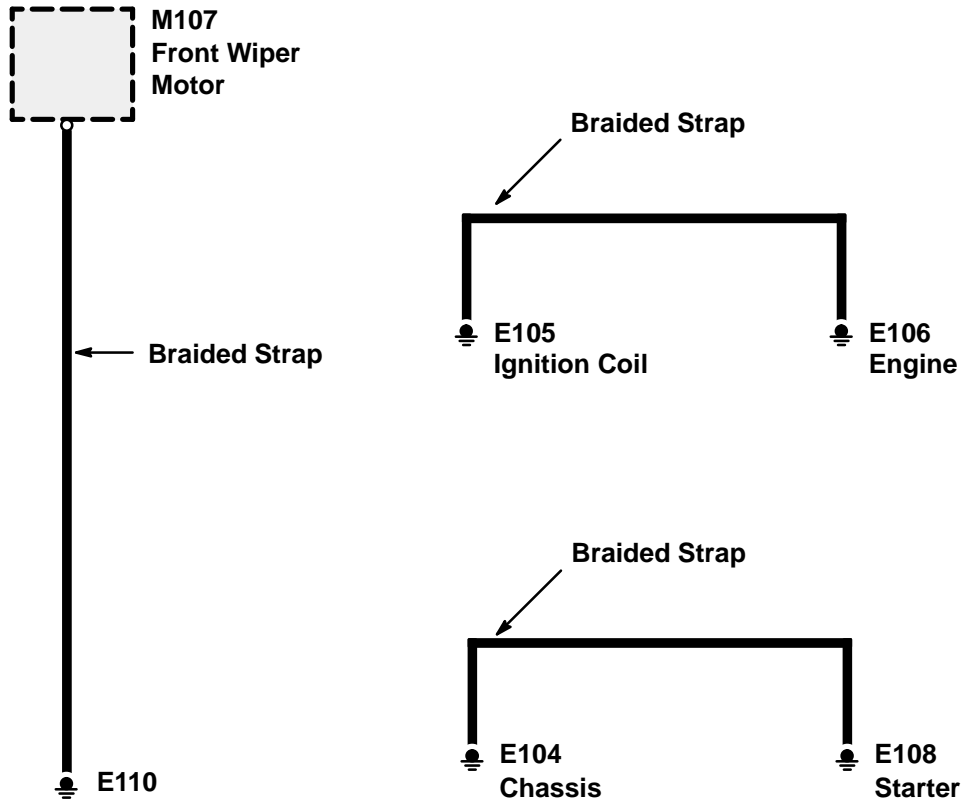 M107
Front Wiper
Motor
Braided Strap
E105
Ignition Coil
E106
Engine
Braided Strap
Braided Strap
E104
Chassis
E108
Starter
E110